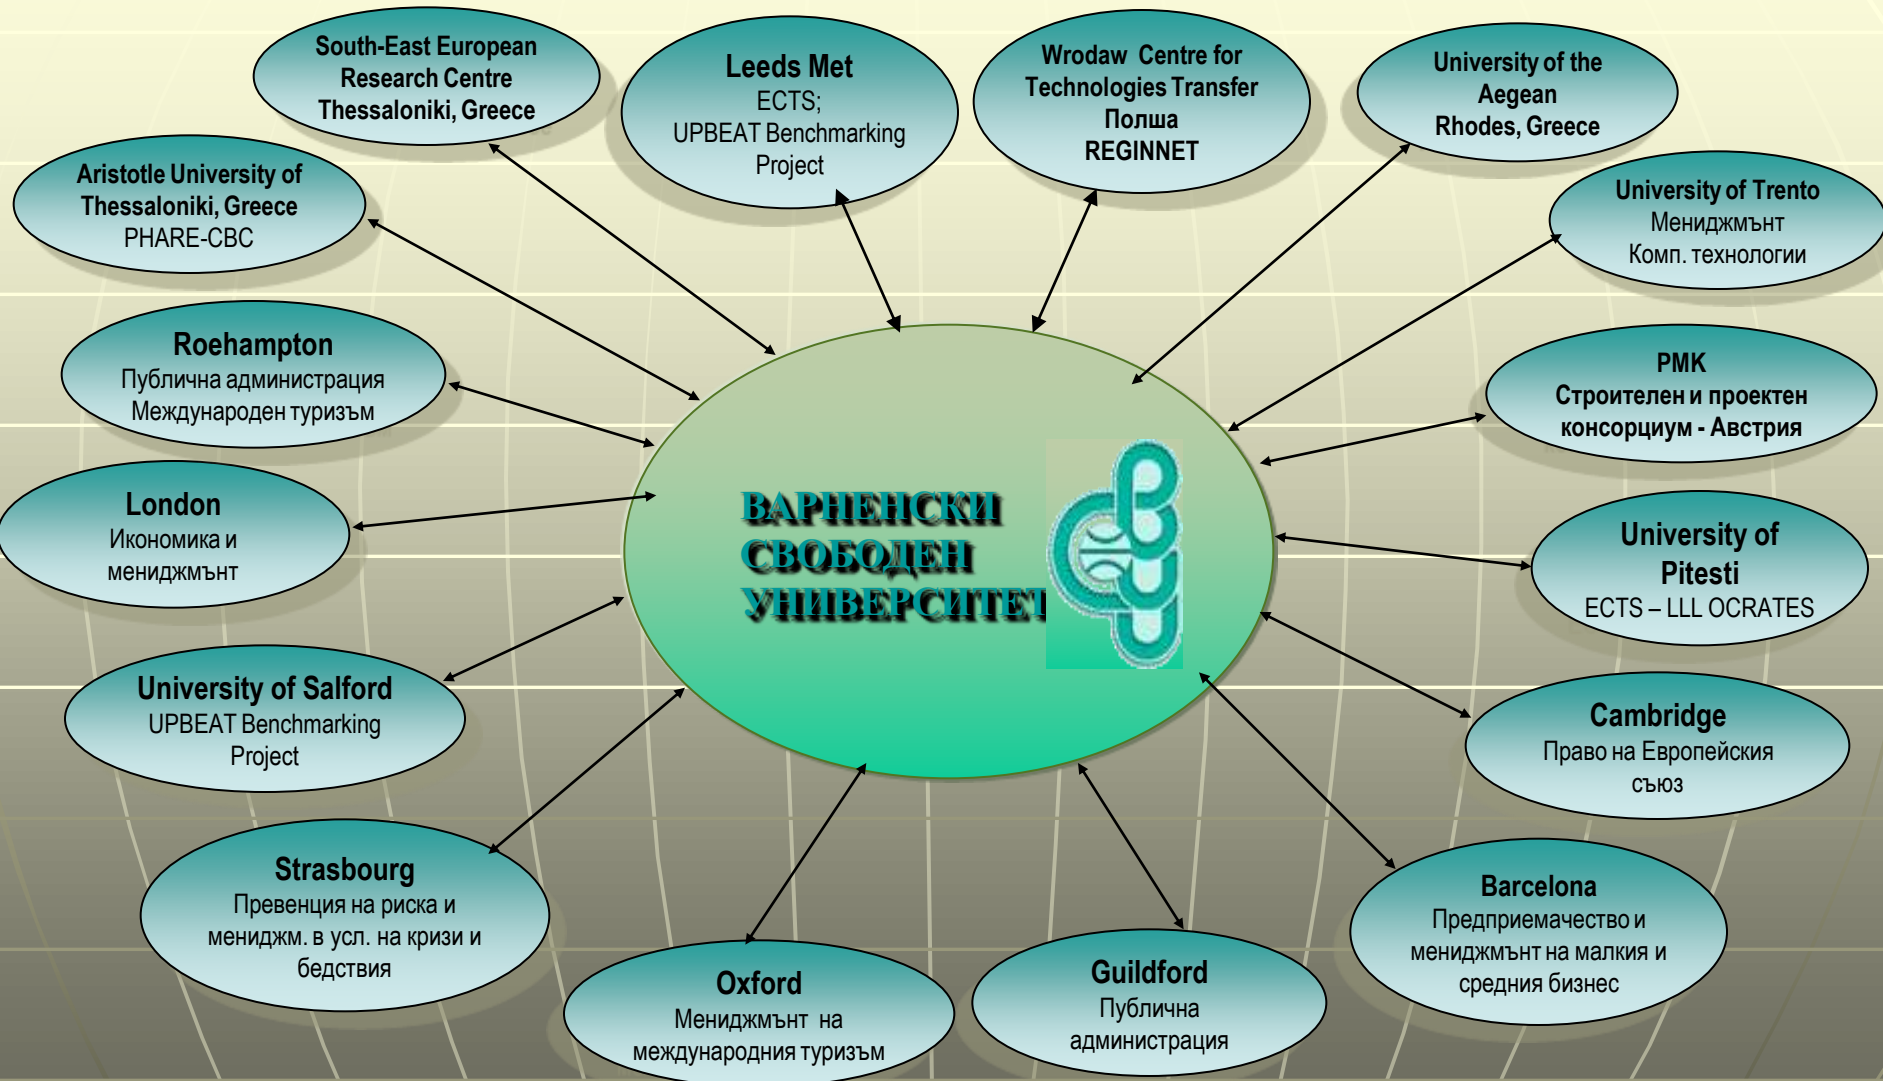 South-East European
Research Centre
Thessaloniki, Greece
Leeds Met
ECTS;
UPBEAT Benchmarking
Project
Wrodaw Centre for
Technologies Transfer
Полша
REGINNET
University of the
Aegean
Rhodes, Greece
Aristotle University of
Thessaloniki, Greece
PHARE-CBC
University of Trento
Мениджмънт
Комп. технологии
Roehampton
Публична администрация
Международен туризъм
PMK
Строителен и проектен
консорциум - Австрия
London
Икономика и
мениджмънт
ВАРНЕНСКИ
СВОБОДЕН
УНИВЕРСИТЕТ
University of
Pitesti
ECTS – LLL OCRATES
University of Salford
UPBEAT Benchmarking
Project
Cambridge
Право на Европейския
съюз
Strasbourg
Превенция на риска и
мениджм. в усл. на кризи и
бедствия
Barcelona
Предприемачество и
мениджмънт на малкия и
средния бизнес
Oxford
Мениджмънт на
международния туризъм
Guildford
Публична
администрация